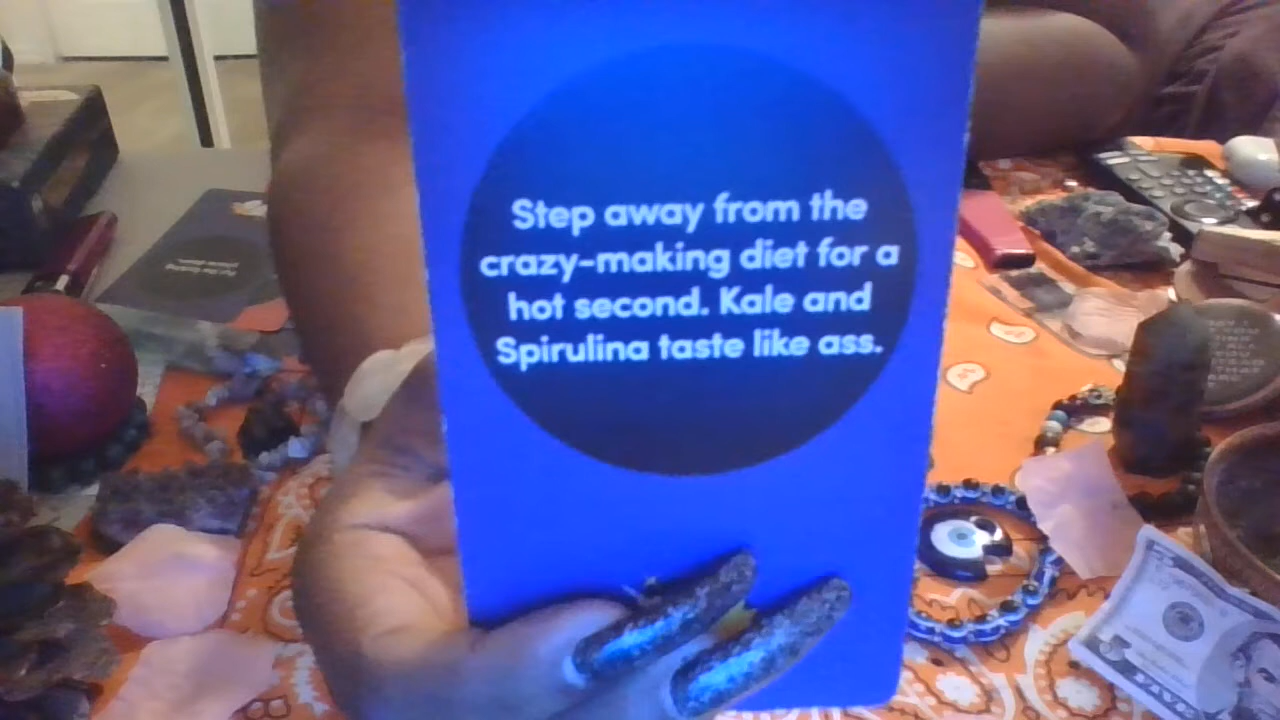 Step away from the
crazy-making diet for a
hot second. Kale and
Spirulina taste like ass.